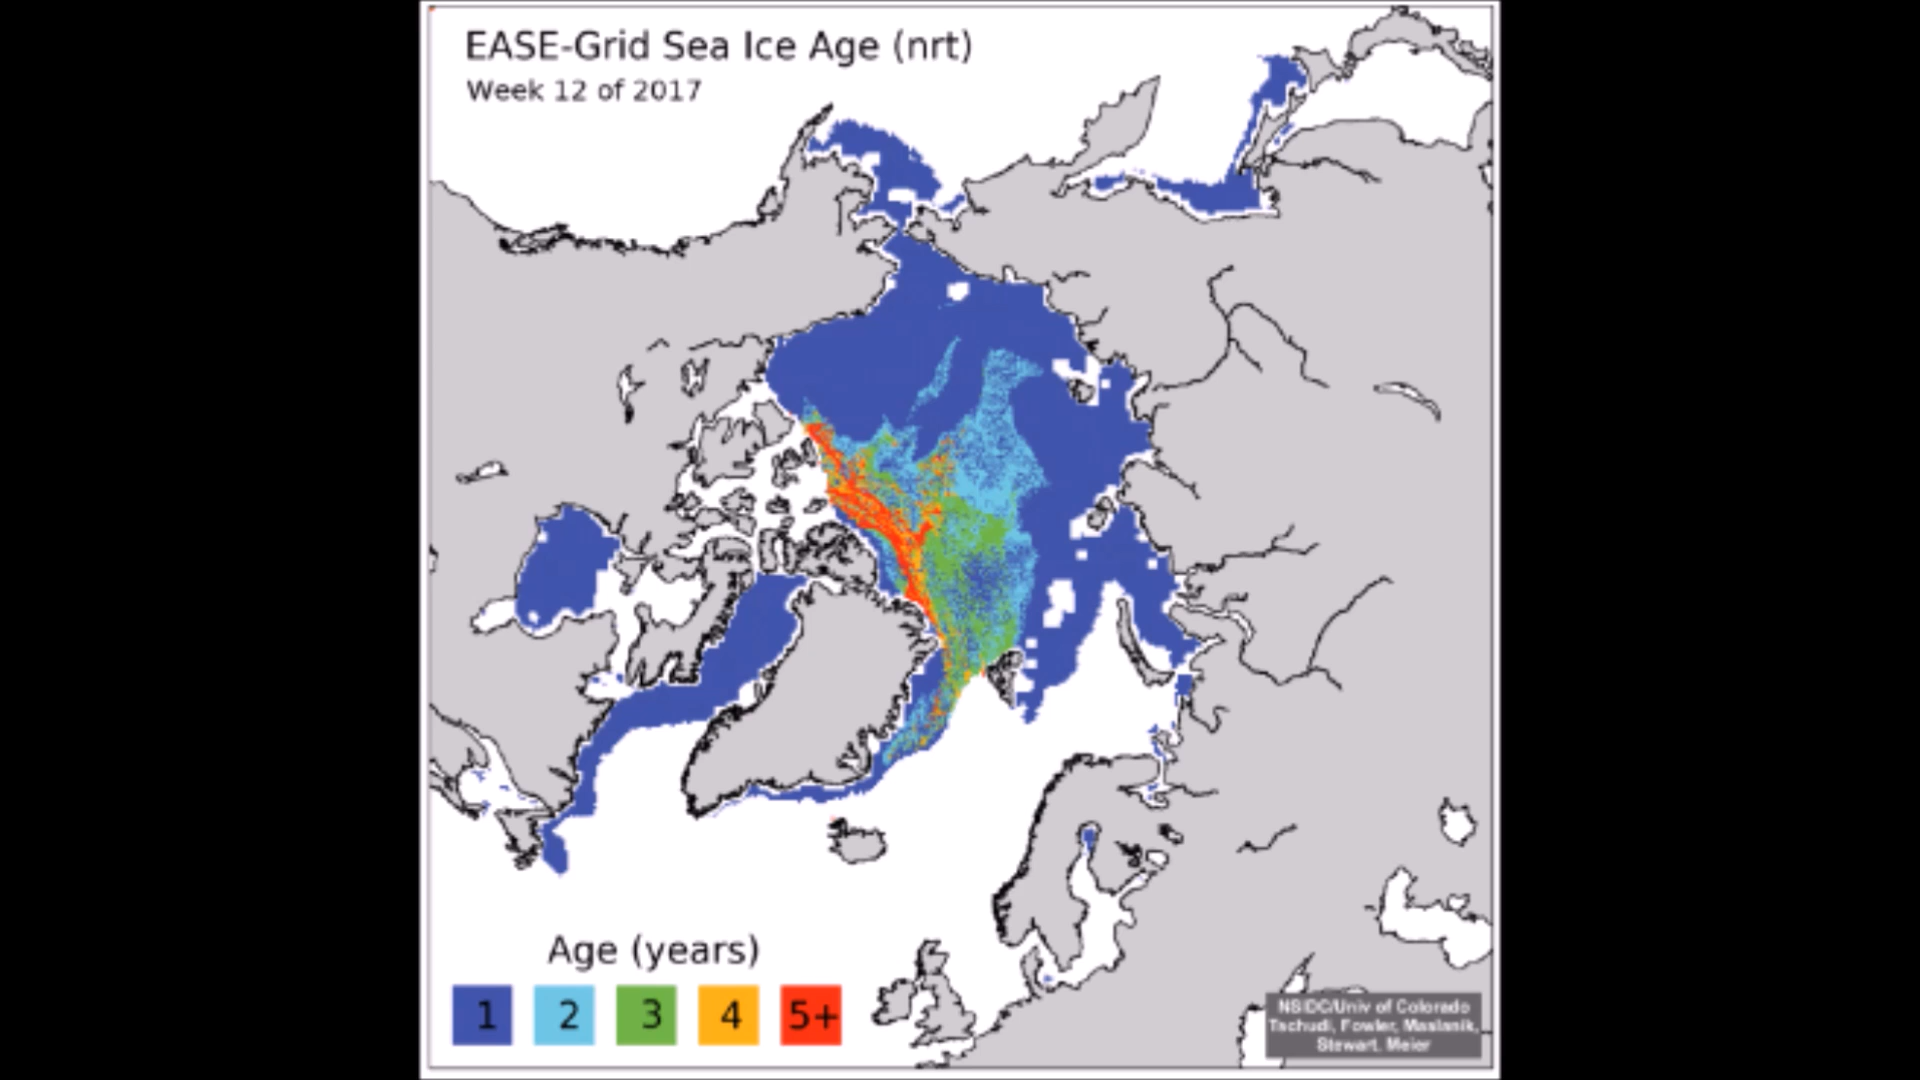 EASE-Grid Sea Ice Age (nrt)
Week 12 of 2017
Age (years)
1 2 3 4 5+
NSIDC/Univ of Colorado
Tschudi, Fowler, Maslanik,
Stewart, Meier